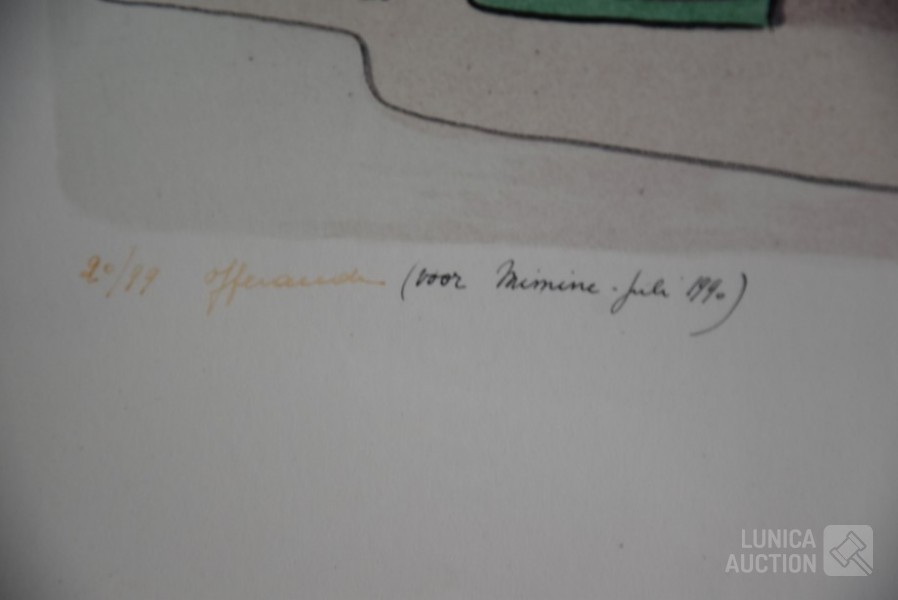 20/99 Offerande (voor Mimine - Juli 1990)
LUNICA
AUCTION